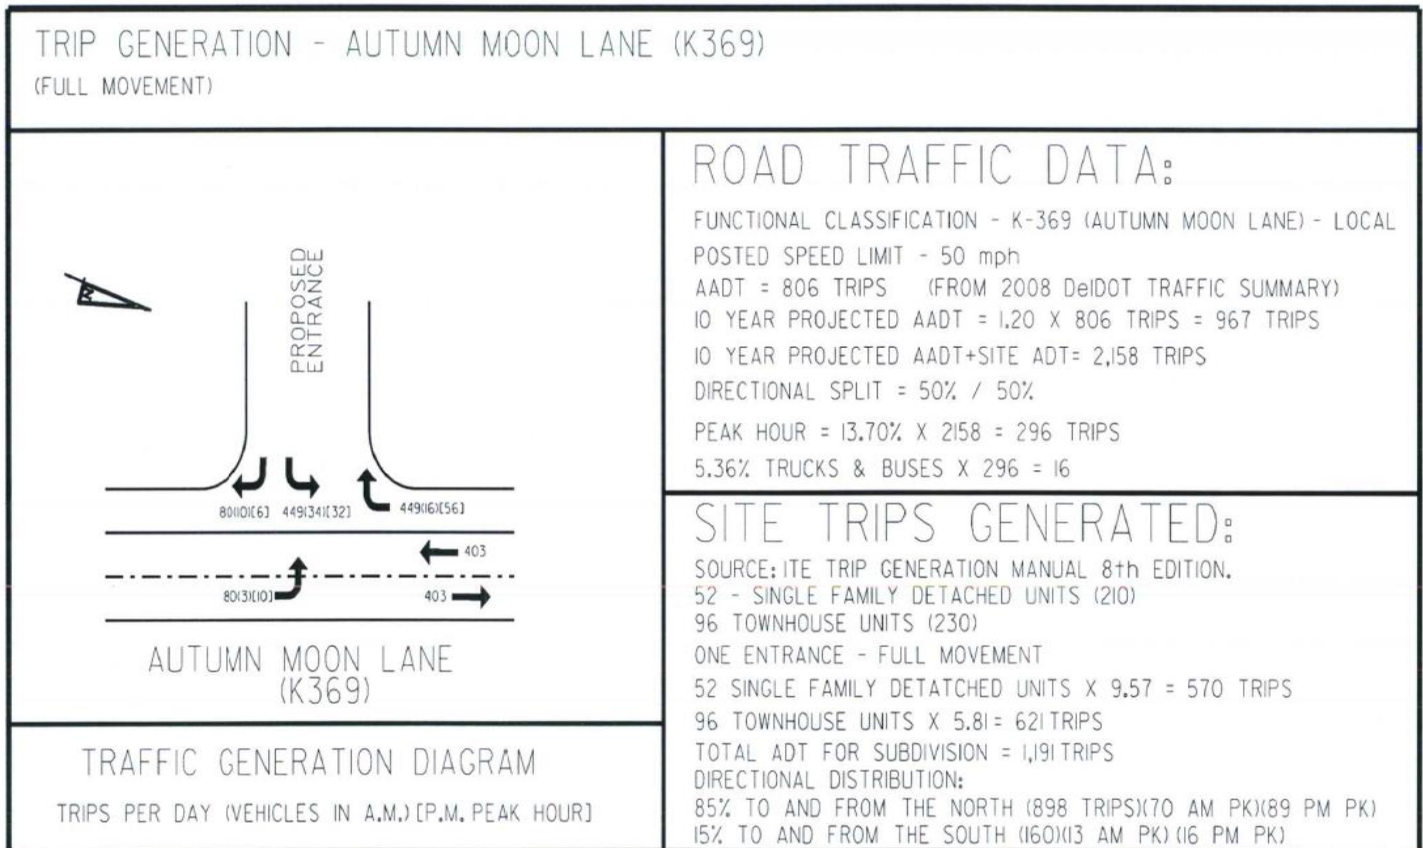 TRIP GENERATION - AUTUMN MOON LANE (K369)
(FULL MOVEMENT)
N
PROPOSED
ENTRANCE
80(10)[6] 449(34)[32] 449(16)[56]
403
80(3)[10] 403
AUTUMN MOON LANE
(K369)
TRAFFIC GENERATION DIAGRAM
TRIPS PER DAY (VEHICLES IN A.M.) [P.M. PEAK HOUR]
ROAD TRAFFIC DATA:
FUNCTIONAL CLASSIFICATION - K-369 (AUTUMN MOON LANE) - LOCAL
POSTED SPEED LIMIT - 50 mph
AADT = 806 TRIPS (FROM 2008 DelDOT TRAFFIC SUMMARY)
10 YEAR PROJECTED AADT = 1.20 X 806 TRIPS = 967 TRIPS
10 YEAR PROJECTED AADT+SITE ADT= 2,158 TRIPS
DIRECTIONAL SPLIT = 50% / 50%
PEAK HOUR = 13.70% X 2158 = 296 TRIPS
5.36% TRUCKS & BUSES X 296 = 16
SITE TRIPS GENERATED:
SOURCE: ITE TRIP GENERATION MANUAL 8th EDITION.
52 - SINGLE FAMILY DETACHED UNITS (210)
96 TOWNHOUSE UNITS (230)
ONE ENTRANCE - FULL MOVEMENT
52 SINGLE FAMILY DETATCHED UNITS X 9.57 = 570 TRIPS
96 TOWNHOUSE UNITS X 5.81 = 621 TRIPS
TOTAL ADT FOR SUBDIVISION = 1,191 TRIPS
DIRECTIONAL DISTRIBUTION:
85% TO AND FROM THE NORTH (898 TRIPS)(70 AM PK)(89 PM PK)
15% TO AND FROM THE SOUTH (160)(13 AM PK) (16 PM PK)